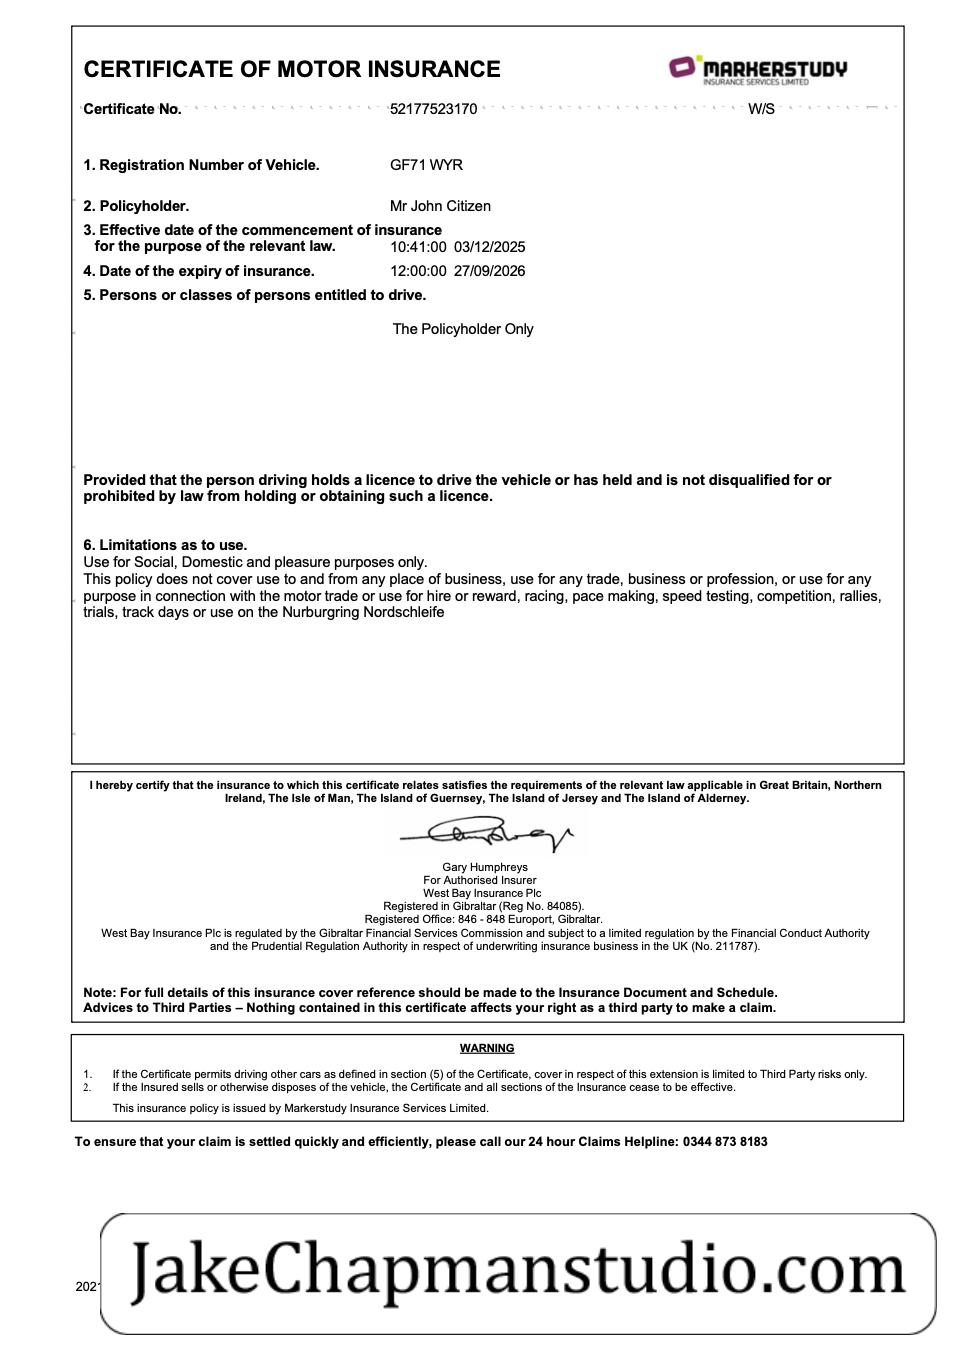 CERTIFICATE OF MOTOR INSURANCE
MARKERSTUDY
INSURANCE SERVICES LIMITED
Certificate No. 52177523170 W/S
1. Registration Number of Vehicle. GF71 WYR
2. Policyholder. Mr John Citizen
3. Effective date of the commencement of insurance
for the purpose of the relevant law. 10:41:00 03/12/2025
4. Date of the expiry of insurance. 12:00:00 27/09/2026
5. Persons or classes of persons entitled to drive.
The Policyholder Only
Provided that the person driving holds a licence to drive the vehicle or has held and is not disqualified for or
prohibited by law from holding or obtaining such a licence.
6. Limitations as to use.
Use for Social, Domestic and pleasure purposes only.
This policy does not cover use to and from any place of business, use for any trade, business or profession, or use for any
purpose in connection with the motor trade or use for hire or reward, racing, pace making, speed testing, competition, rallies,
trials, track days or use on the Nurburgring Nordschleife
I hereby certify that the insurance to which this certificate relates satisfies the requirements of the relevant law applicable in Great Britain, Northern
Ireland, The Isle of Man, The Island of Guernsey, The Island of Jersey and The Island of Alderney.
Gary Humphreys
For Authorised Insurer
West Bay Insurance Plc
Registered in Gibraltar (Reg No. 84085).
Registered Office: 846 - 848 Europort, Gibraltar.
West Bay Insurance Plc is regulated by the Gibraltar Financial Services Commission and subject to a limited regulation by the Financial Conduct Authority
and the Prudential Regulation Authority in respect of underwriting insurance business in the UK (No. 211787).
Note: For full details of this insurance cover reference should be made to the Insurance Document and Schedule.
Advices to Third Parties – Nothing contained in this certificate affects your right as a third party to make a claim.
WARNING
1. If the Certificate permits driving other cars as defined in section (5) of the Certificate, cover in respect of this extension is limited to Third Party risks only.
2. If the Insured sells or otherwise disposes of the vehicle, the Certificate and all sections of the Insurance cease to be effective.
This insurance policy is issued by Markerstudy Insurance Services Limited.
To ensure that your claim is settled quickly and efficiently, please call our 24 hour Claims Helpline: 0344 873 8183
JakeChapmanstudio.com